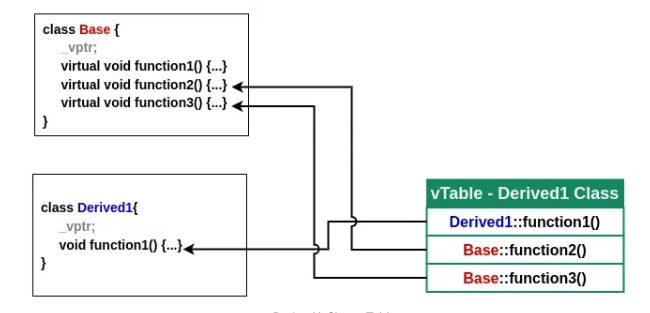 class Base {
_vptr;
virtual void function1() {...}
virtual void function2() {...}
virtual void function3() {...}
}
class Derived1{
_vptr;
void function1() {...}
}
vTable - Derived1 Class
Derived1::function1()
Base::function2()
Base::function3()